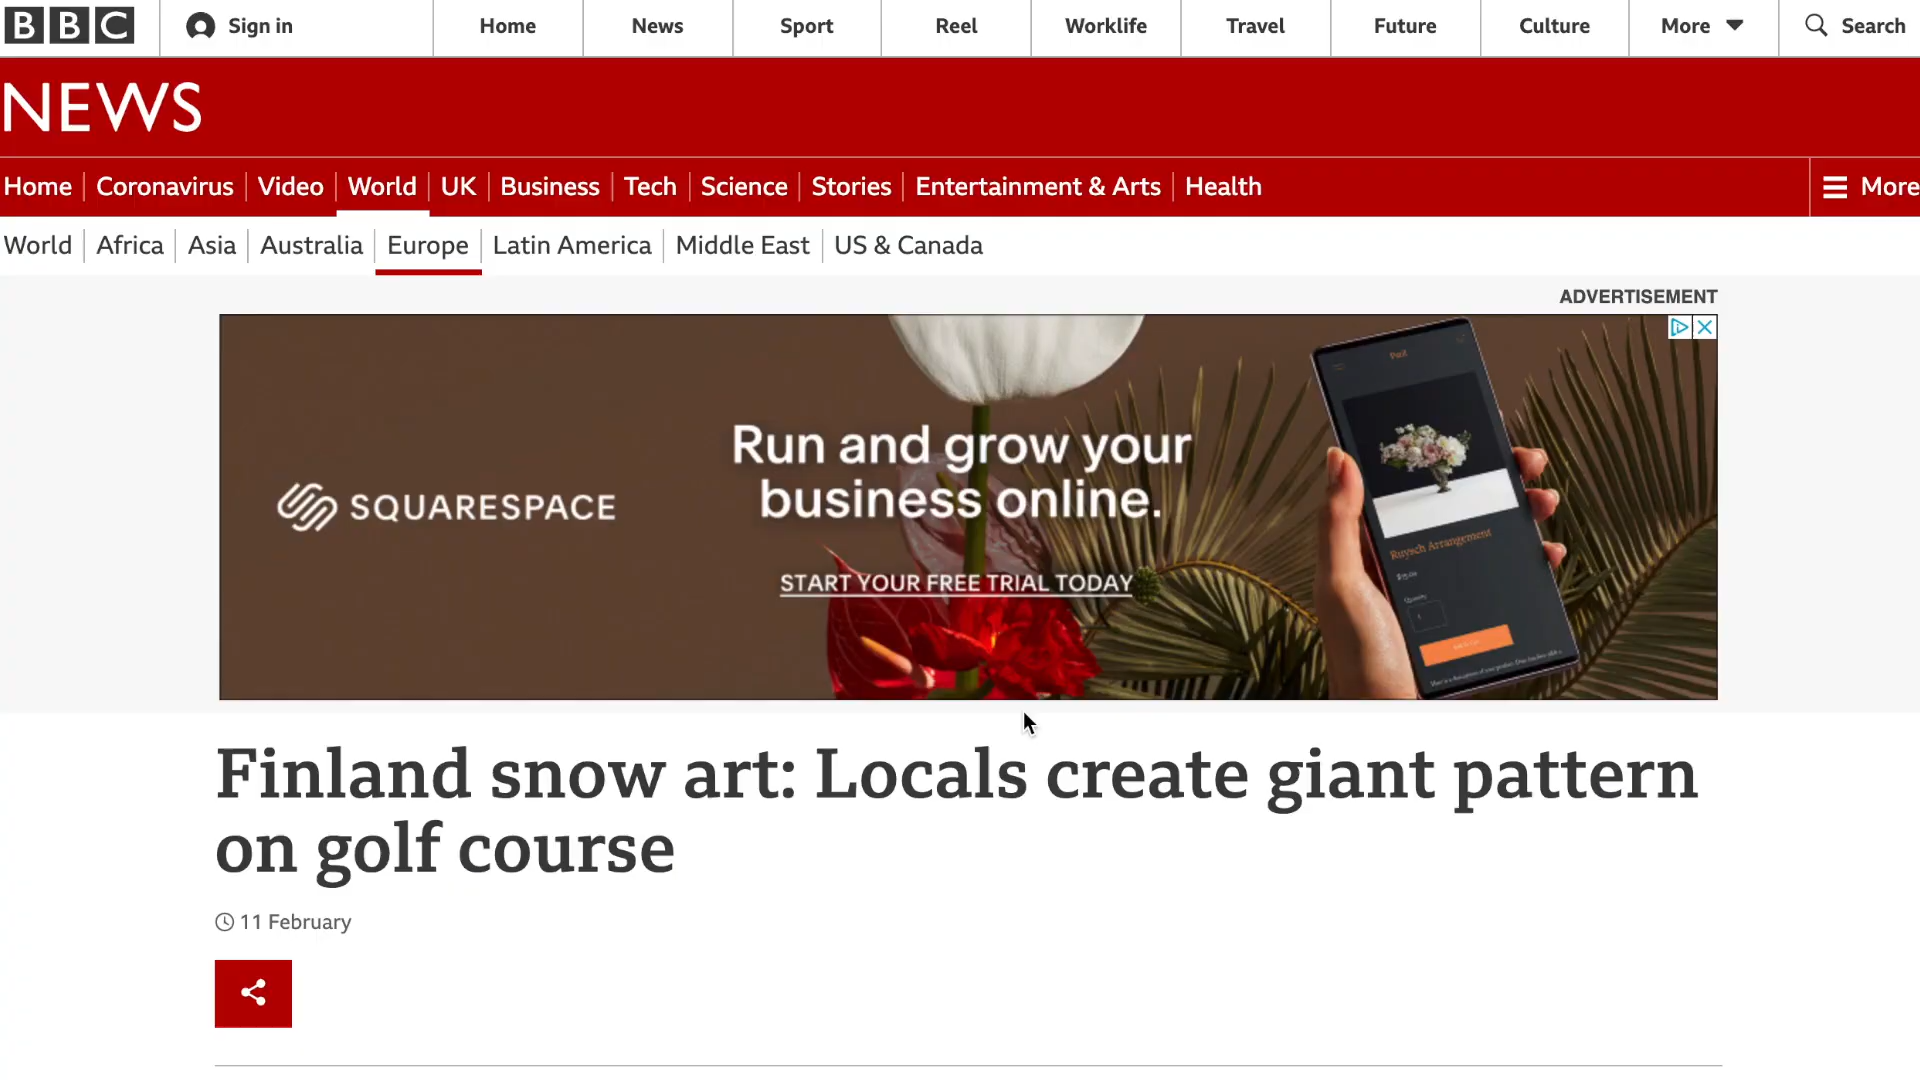 BBC
Sign in
Home
News
Sport
Reel
Worklife
Travel
Future
Culture
More
Search
NEWS
Home
Coronavirus
Video
World
UK
Business
Tech
Science
Stories
Entertainment & Arts
Health
More
World
Africa
Asia
Australia
Europe
Latin America
Middle East
US & Canada
ADVERTISEMENT
SQUARESPACE
Run and grow your
business online.
START YOUR FREE TRIAL TODAY
Ruysch Arrangement
Quantity
Finland snow art: Locals create giant pattern
on golf course
11 February